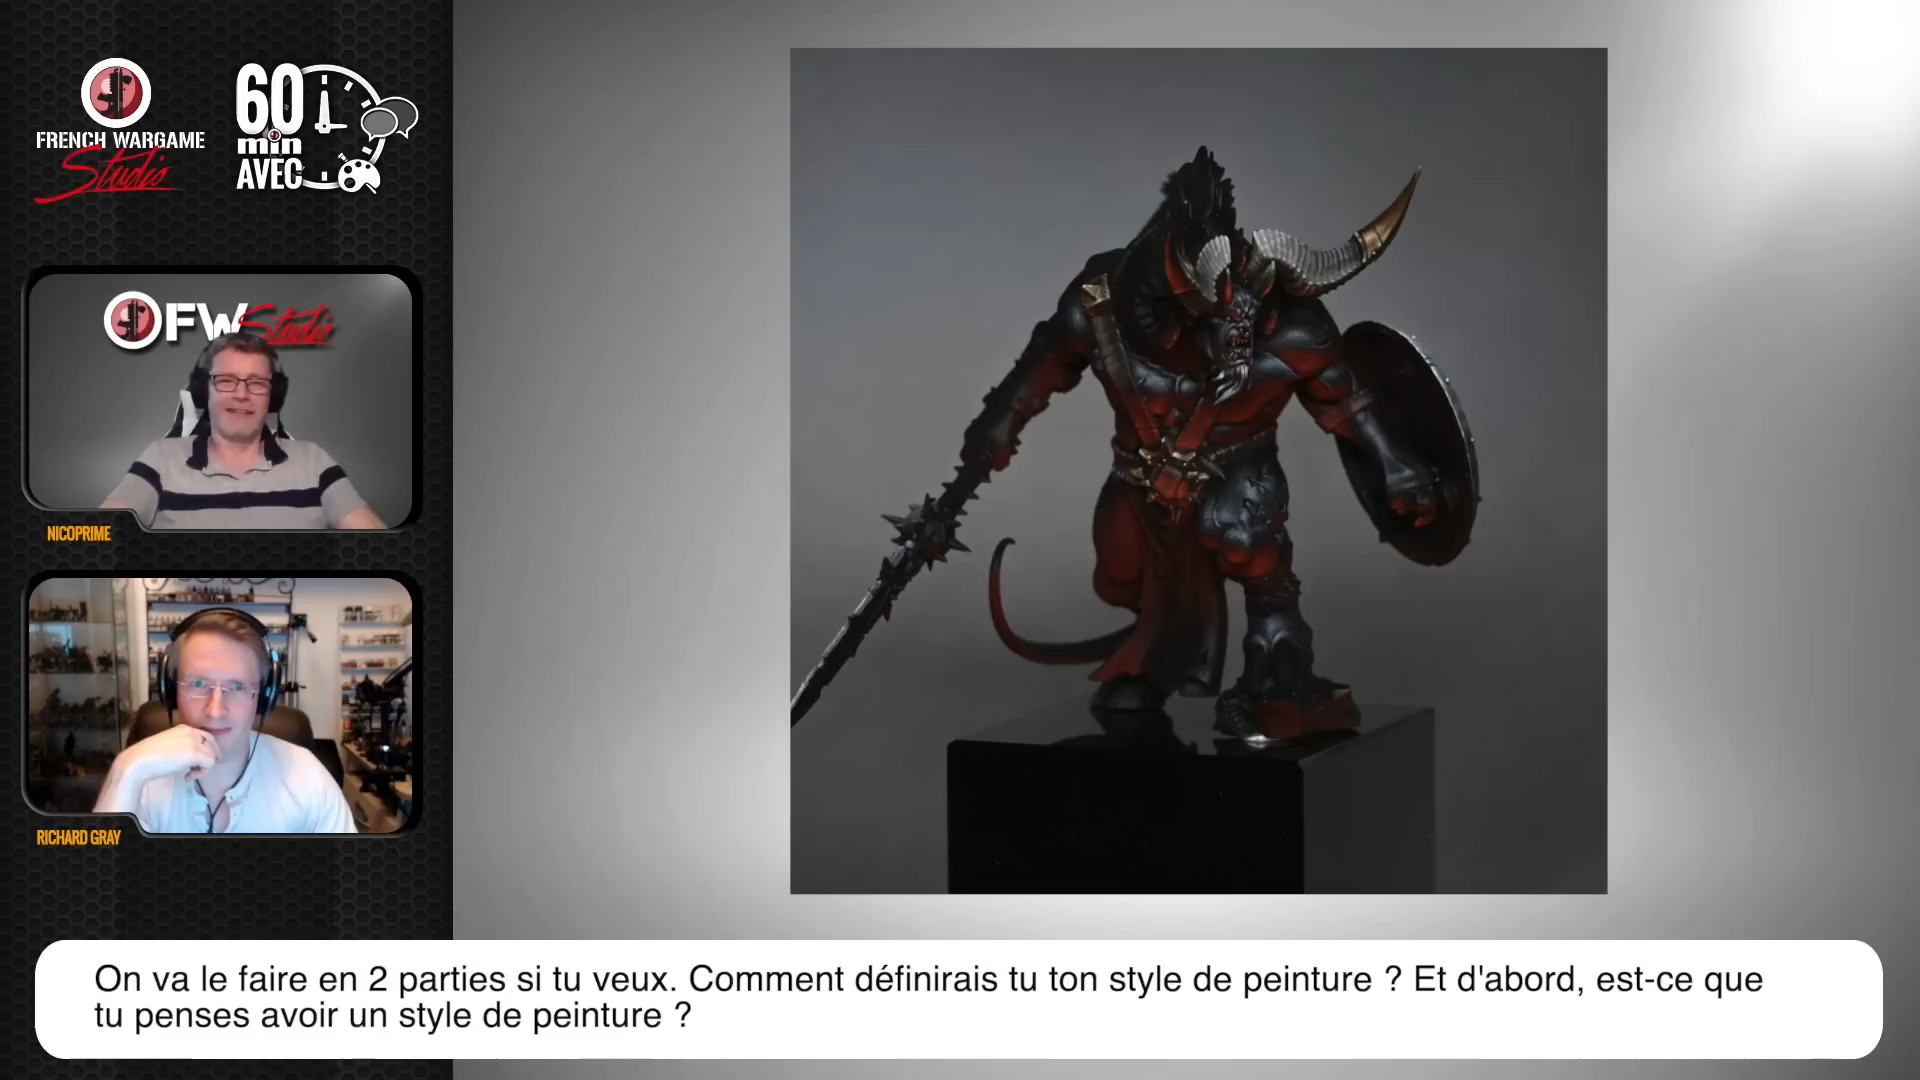 FRENCH WARGAME
Studio
60
min
AVEC
FW Studio
NICOPRIME
RICHARD GRAY
On va le faire en 2 parties si tu veux. Comment définirais tu ton style de peinture ? Et d'abord, est-ce que
tu penses avoir un style de peinture ?